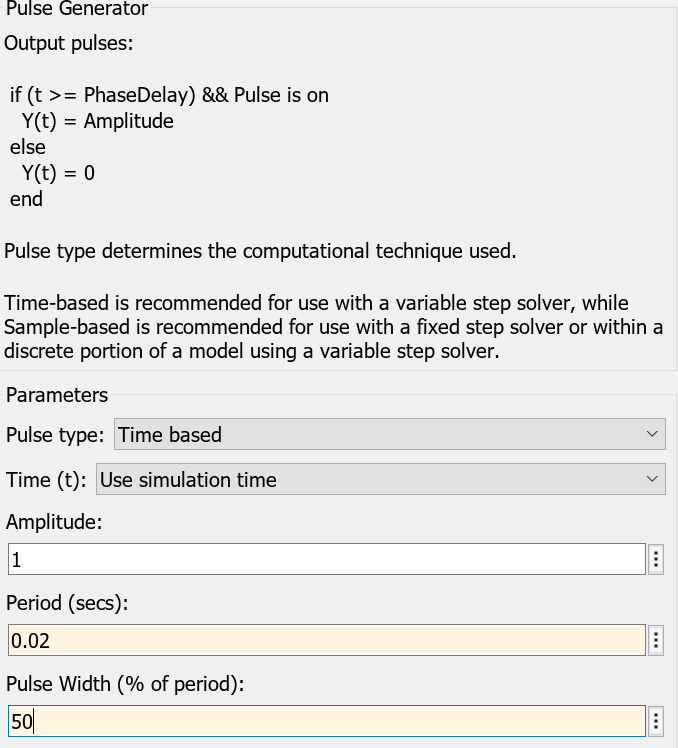 Pulse Generator
Output pulses:
if (t >= PhaseDelay) && Pulse is on
Y(t) = Amplitude
else
Y(t) = 0
end
Pulse type determines the computational technique used.
Time-based is recommended for use with a variable step solver, while
Sample-based is recommended for use with a fixed step solver or within a
discrete portion of a model using a variable step solver.
Parameters
Pulse type: Time based
Time (t): Use simulation time
Amplitude:
1
Period (secs):
0.02
Pulse Width (% of period):
50